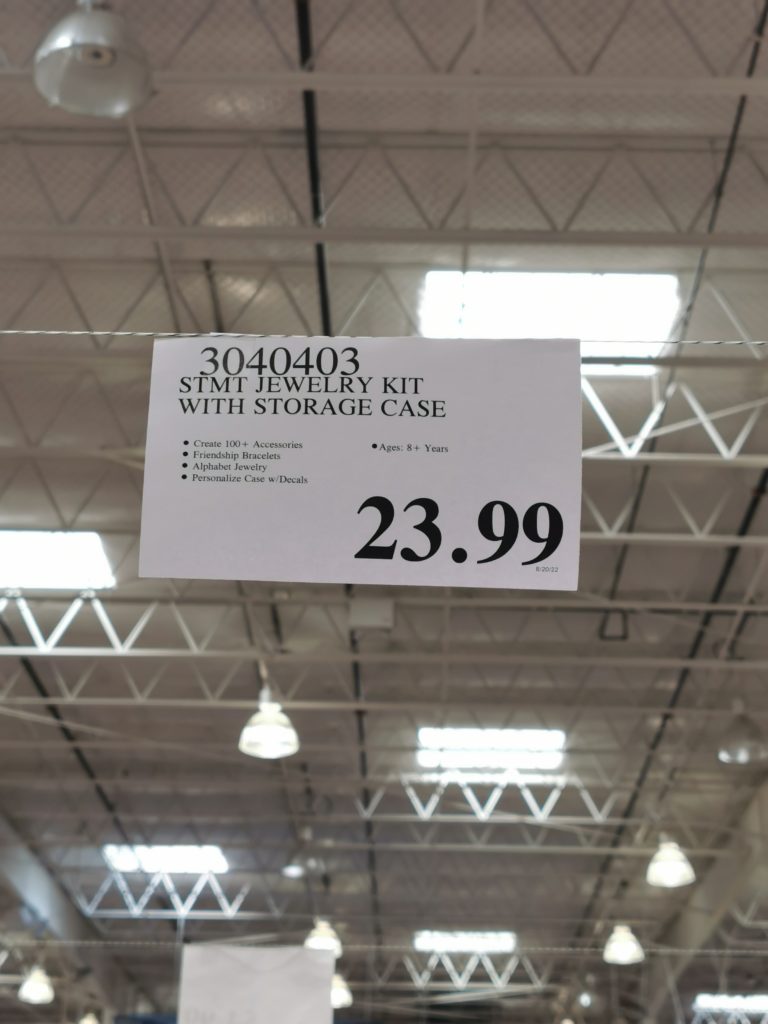 3040403
STMT JEWELRY KIT
WITH STORAGE CASE
• Create 100+ Accessories
• Friendship Bracelets
• Alphabet Jewelry
• Personalize Case w/Decals
• Ages: 8+ Years
23.99
8/20/22